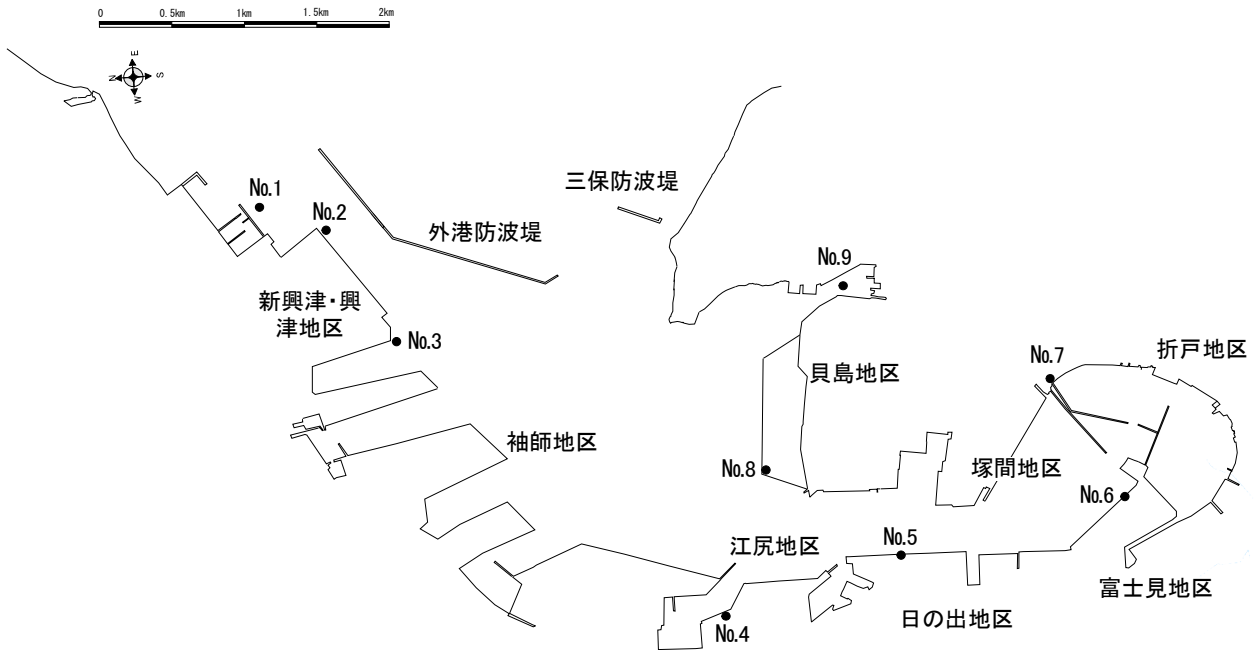 0 0.5km 1km 1.5km 2km
E
N S
W
No.1
三保防波堤
No.2
外港防波堤
No.9
新興津・興
津地区
No.3
No.7
折戸地区
貝島地区
袖師地区
No.8
塚間地区
No.6
江尻地区
No.5
富士見地区
No.4
日の出地区